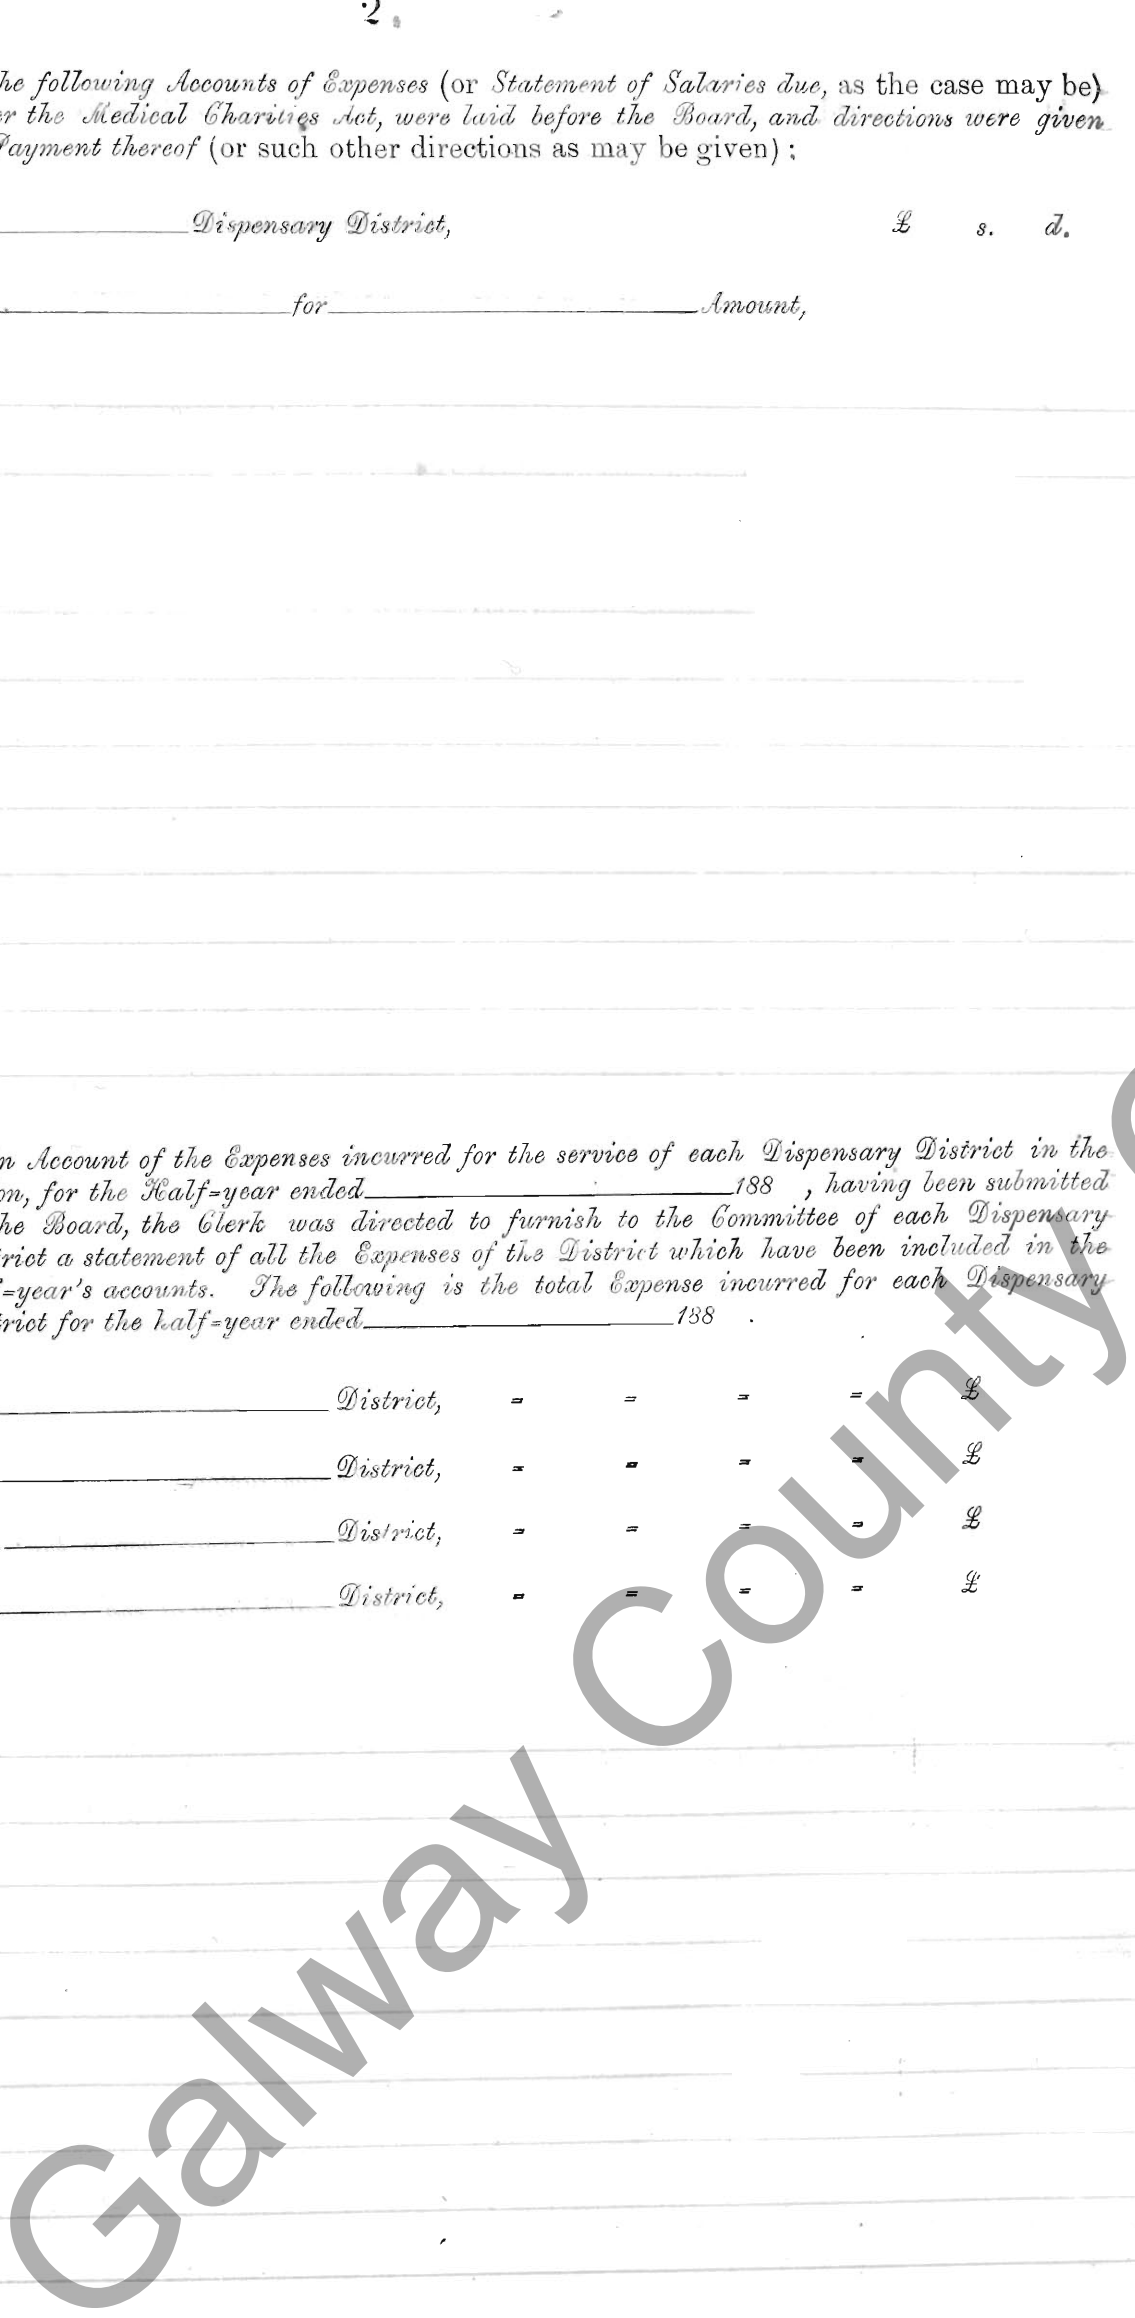 2.
he following Accounts of Expenses (or Statement of Salaries due, as the case may be)
r the Medical Charities Act, were laid before the Board, and directions were given
Payment thereof (or such other directions as may be given) ;
Dispensary District, £ s. d.
for Amount,
n Account of the Expenses incurred for the service of each Dispensary District in the
on, for the Half-year ended 188 , having been submitted
he Board, the Clerk was directed to furnish to the Committee of each Dispensary
rict a statement of all the Expenses of the District which have been included in the
-year's accounts. The following is the total Expense incurred for each Dispensary
rict for the half-year ended 188 .
District, - - - - £
District, - - - - £
District, - - - - £
District, - - - - £
Galway County